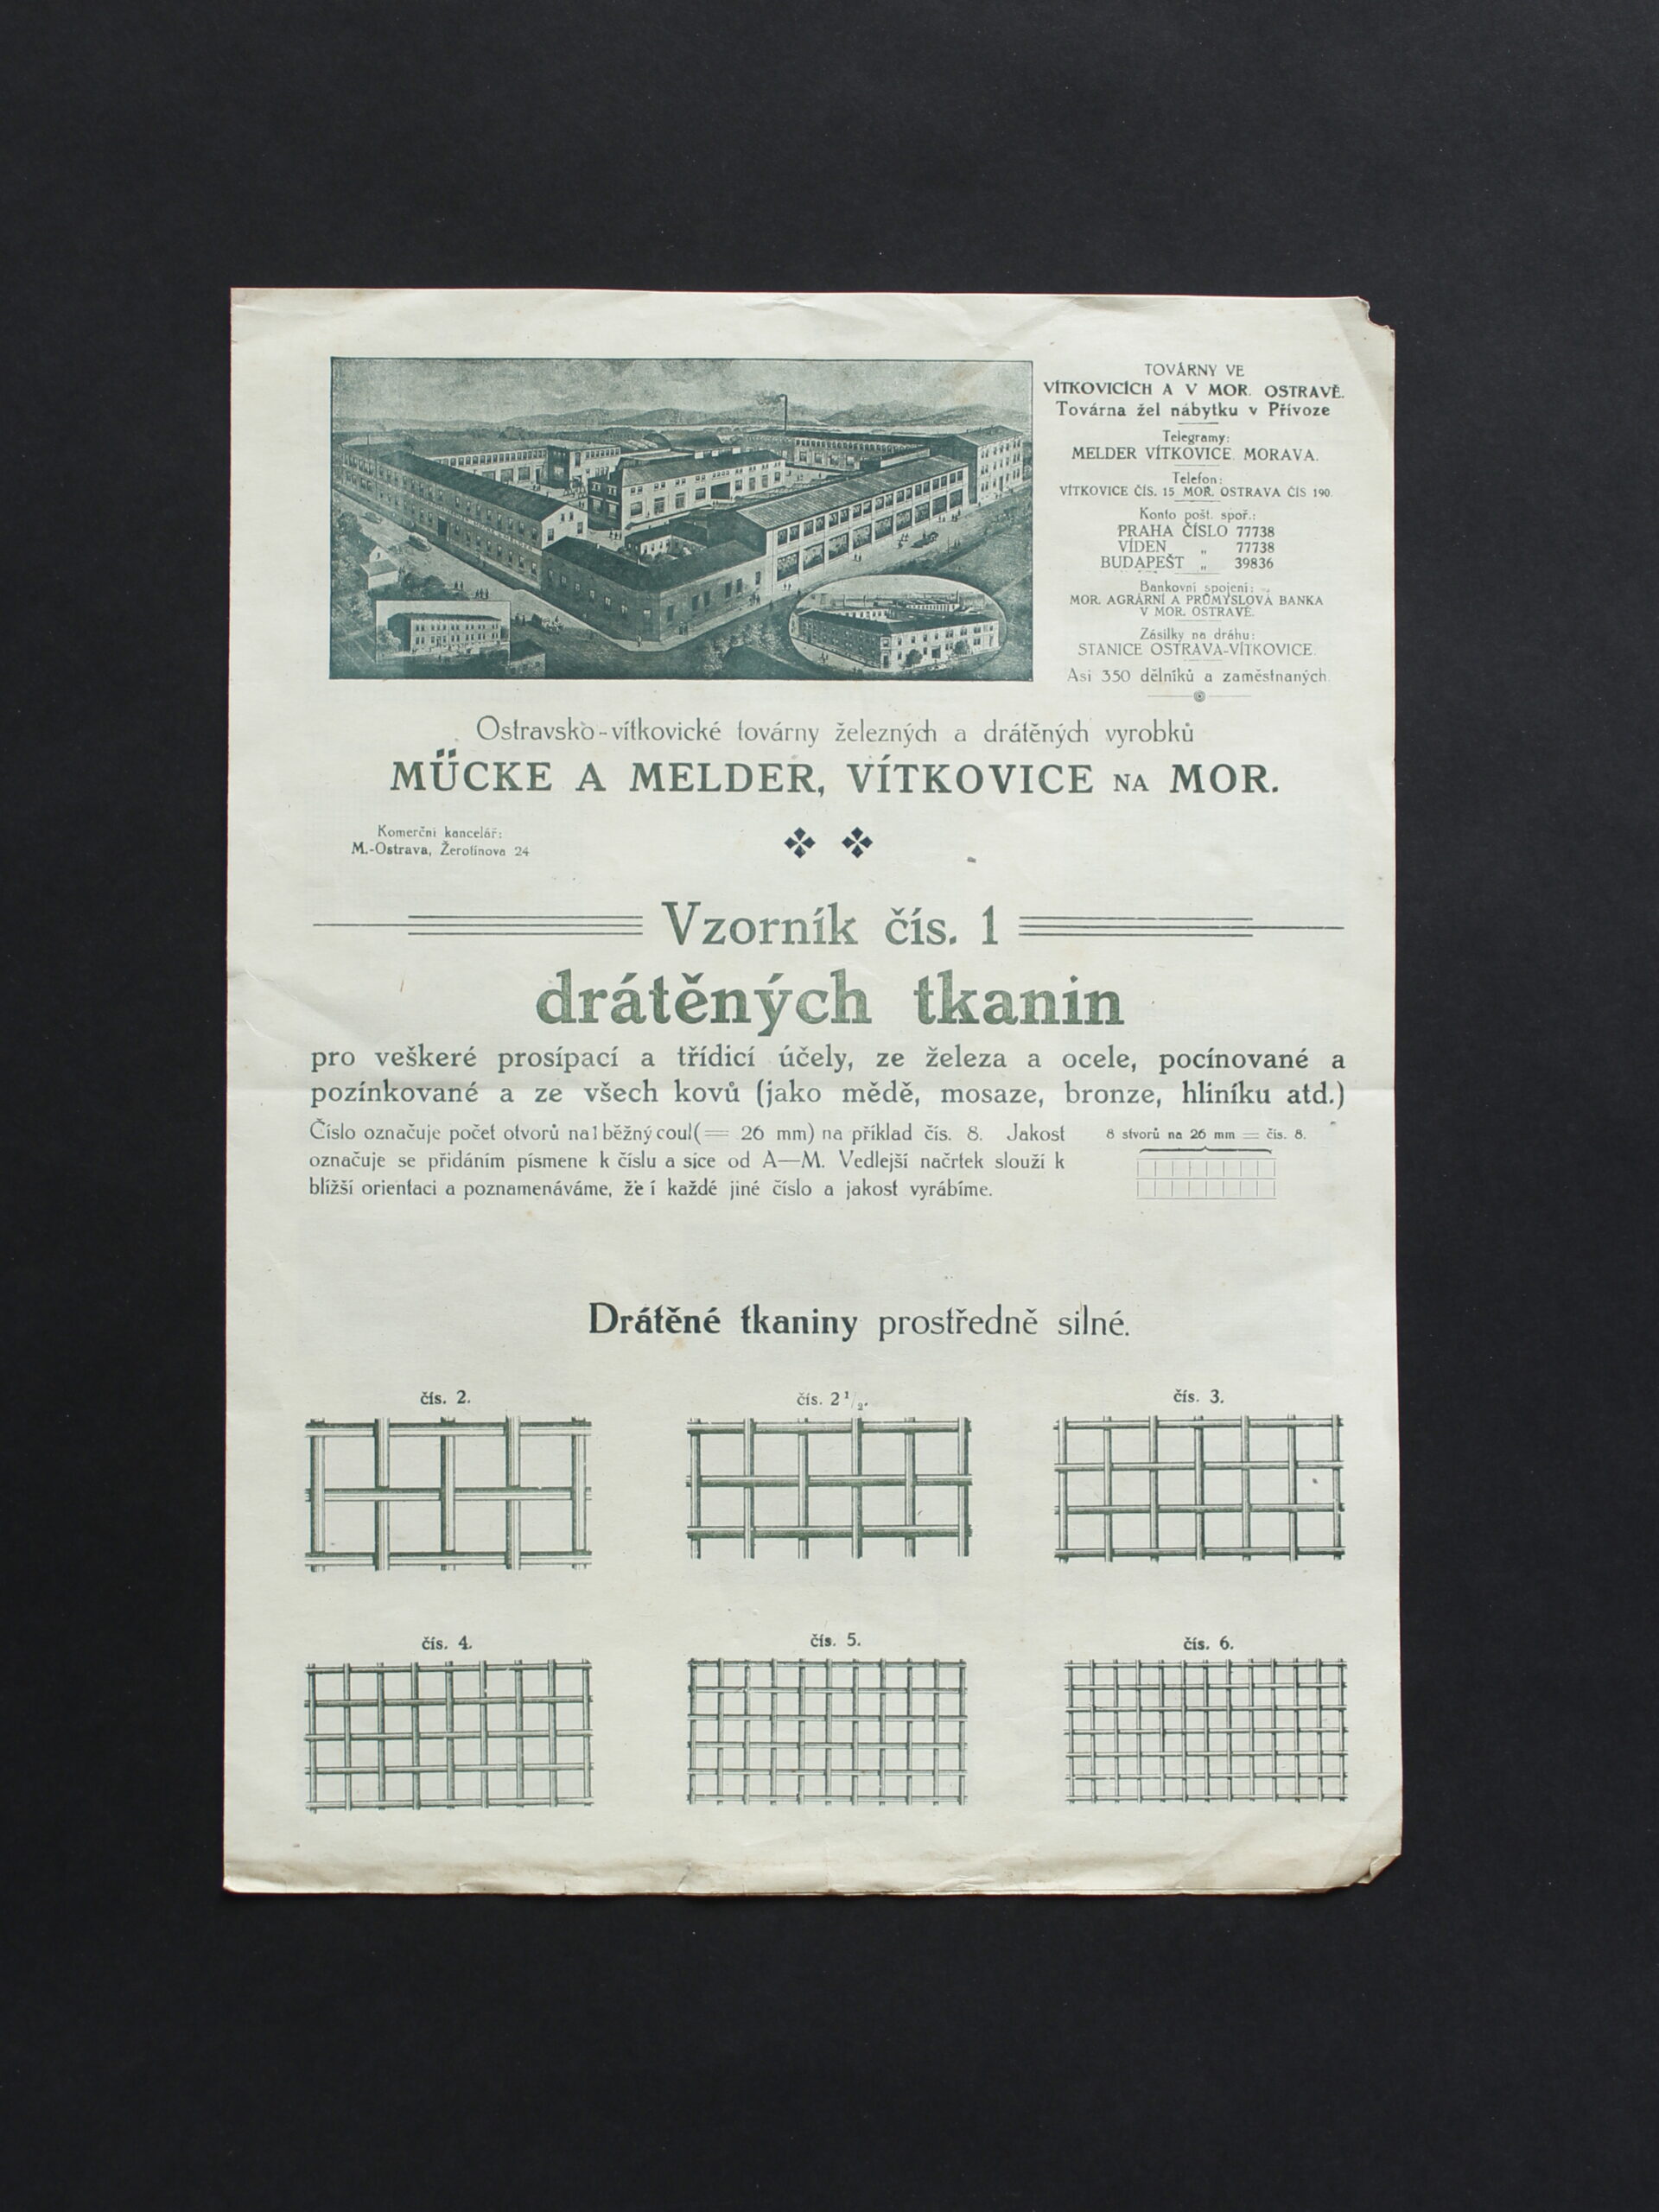 TOVÁRNY VE
VÍTKOVICÍCH A V MOR. OSTRAVĚ.
Továrna žel nábytku v Přívoze
Telegramy:
MELDER VÍTKOVICE MORAVA.
Telefon:
VÍTKOVICE ČÍS. 15 MOR. OSTRAVA ČÍS 190.
Konto pošt. spoř.:
PRAHA ČÍSLO 77738
VÍDEN „ 77738
BUDAPEŠT „ 39836
Bankovní spojení:
MOR. AGRÁRNÍ A PRŮMYSLOVÁ BANKA
V MOR. OSTRAVĚ.
Zásilky na dráhu:
STANICE OSTRAVA-VÍTKOVICE
Asi 350 dělníků a zaměstnaných
Ostravsko-vítkovické továrny železných a drátěných vyrobků
MÜCKE A MELDER, VÍTKOVICE NA MOR.
Komerční kancelář:
M.-Ostrava, Žerotínova 24
Vzorník čís. 1
drátěných tkanin
pro veškeré prosípací a třídicí účely, ze železa a ocele, pocínované a
pozínkované a ze všech kovů (jako mědě, mosaze, bronze, hliníku atd.)
Číslo označuje počet otvorů na 1 běžný coul (= 26 mm) na příklad čís. 8. Jakost
označuje se přidáním písmene k číslu a sice od A—M. Vedlejší načrtek slouží k
bližší orientaci a poznamenáváme, že i každé jiné číslo a jakost vyrábíme.
8 stvorů na 26 mm = čís. 8.
Drátěné tkaniny prostředně silné.
čís. 2.
čís. 2 1/2.
čís. 3.
čís. 4.
čís. 5.
čís. 6.